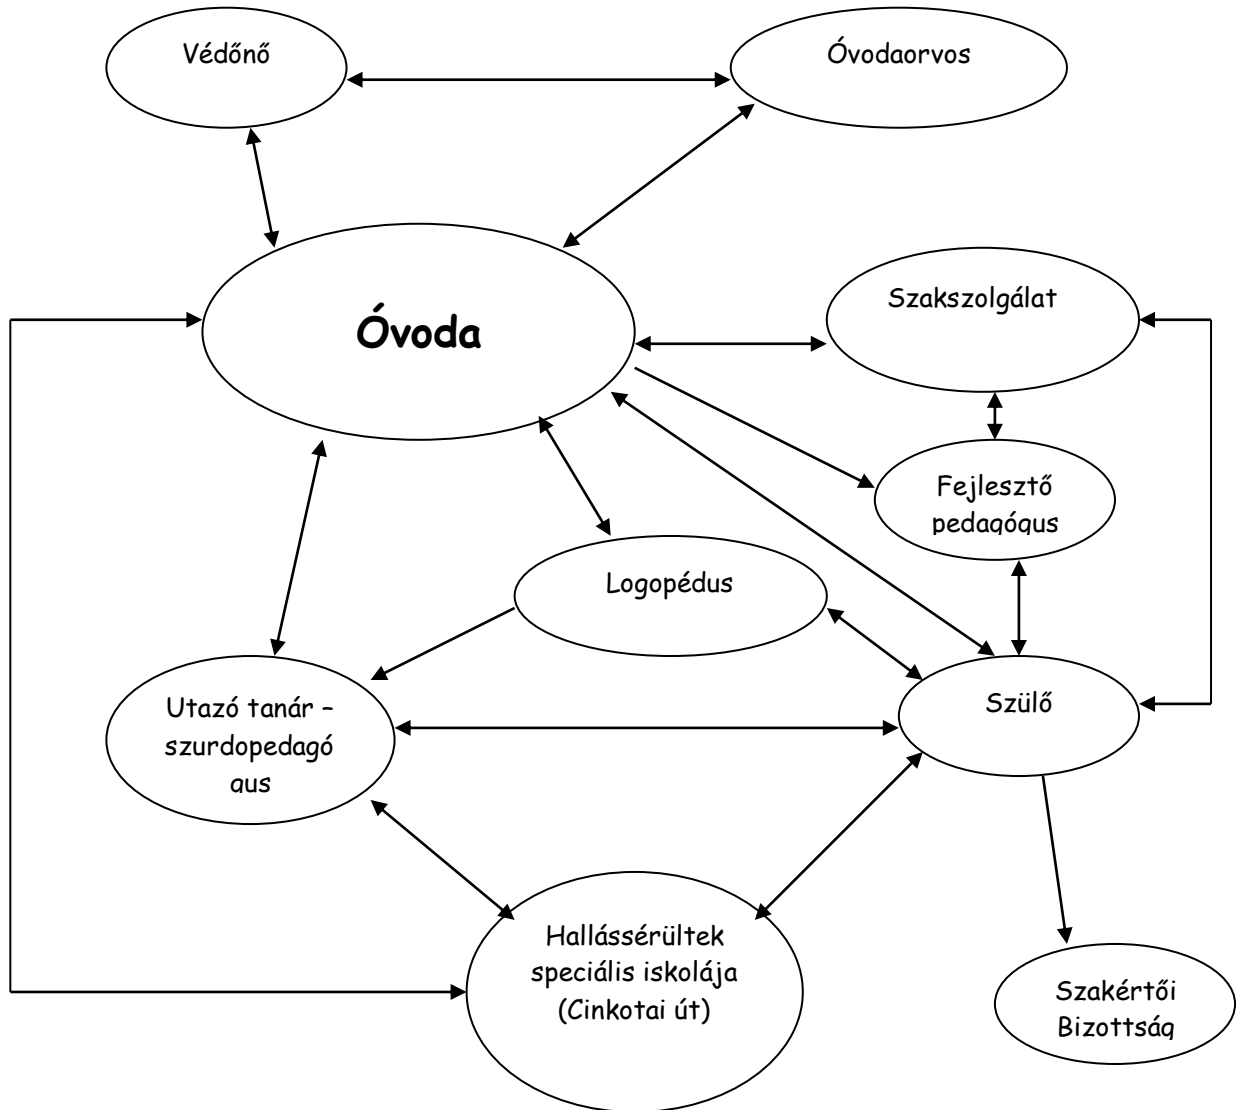 Védőnő
Óvodaorvos
Óvoda
Szakszolgálat
Fejlesztő
pedagógus
Logopédus
Utazó tanár –
szurdopedagó
gus
Szülő
Hallássérültek
speciális iskolája
(Cinkotai út)
Szakértői
Bizottság